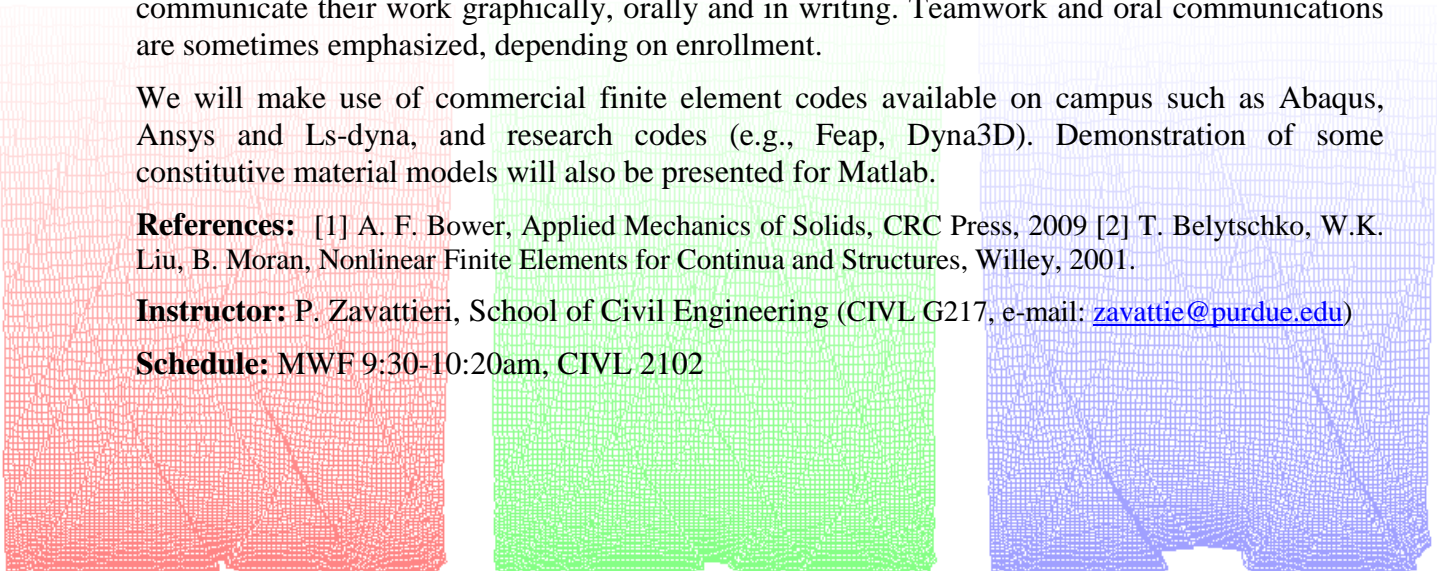 communicate their work graphically, orally and in writing. Teamwork and oral communications
are sometimes emphasized, depending on enrollment.
We will make use of commercial finite element codes available on campus such as Abaqus,
Ansys and Ls-dyna, and research codes (e.g., Feap, Dyna3D). Demonstration of some
constitutive material models will also be presented for Matlab.
References: [1] A. F. Bower, Applied Mechanics of Solids, CRC Press, 2009 [2] T. Belytschko, W.K.
Liu, B. Moran, Nonlinear Finite Elements for Continua and Structures, Willey, 2001.
Instructor: P. Zavattieri, School of Civil Engineering (CIVL G217, e-mail: zavattie@purdue.edu)
Schedule: MWF 9:30-10:20am, CIVL 2102